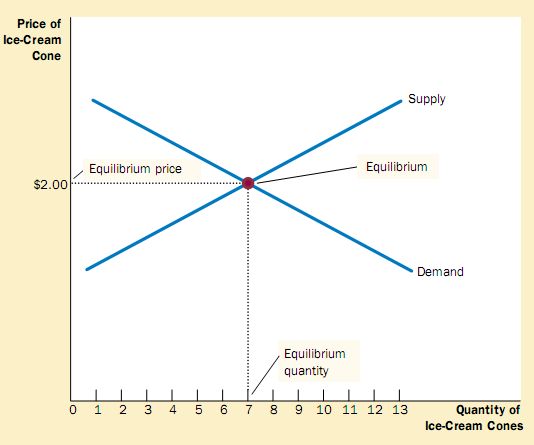 Price of
Ice-Cream
Cone
Supply
Equilibrium price
Equilibrium
$2.00
Demand
Equilibrium
quantity
0 1 2 3 4 5 6 7 8 9 10 11 12 13
Quantity of
Ice-Cream Cones